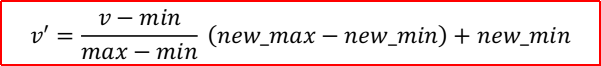 v′ = (v − min)/(max − min) (new_max − new_min) + new_min